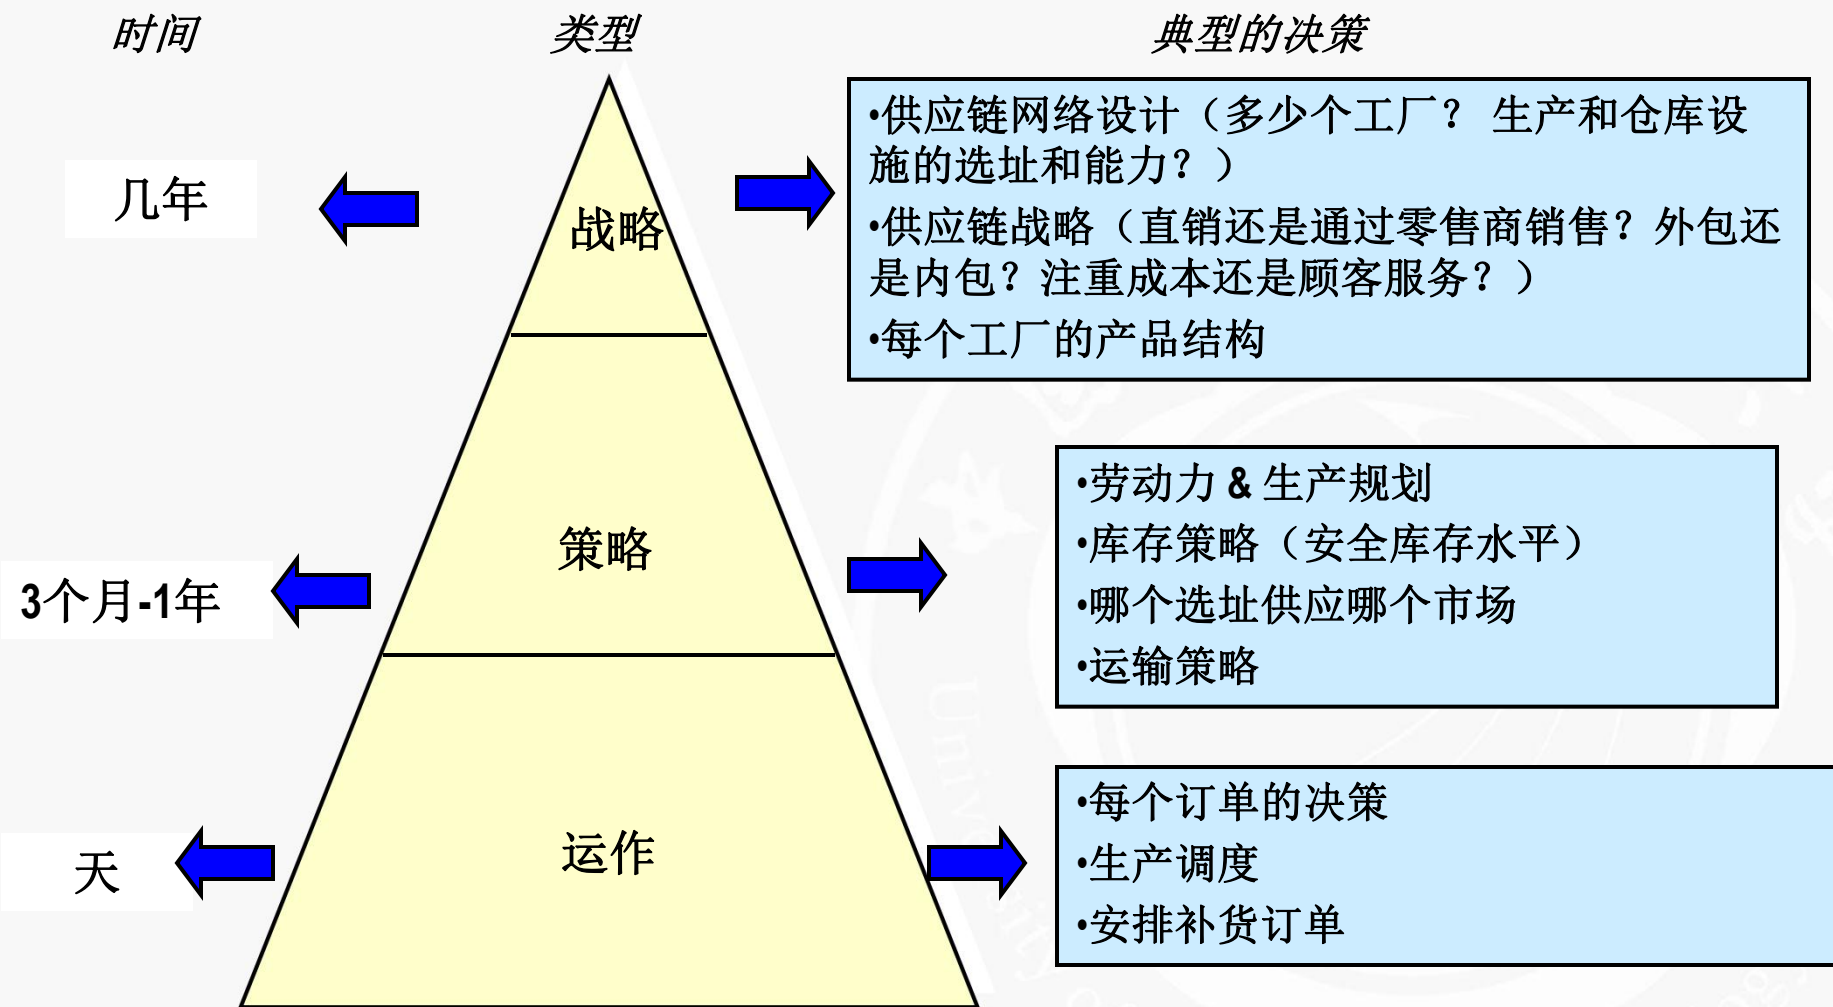 时间
类型
典型的决策
几年
战略
•供应链网络设计（多少个工厂？ 生产和仓库设
施的选址和能力？）
•供应链战略（直销还是通过零售商销售？外包还
是内包？注重成本还是顾客服务？）
•每个工厂的产品结构
3个月-1年
策略
•劳动力 & 生产规划
•库存策略（安全库存水平）
•哪个选址供应哪个市场
•运输策略
天
运作
•每个订单的决策
•生产调度
•安排补货订单